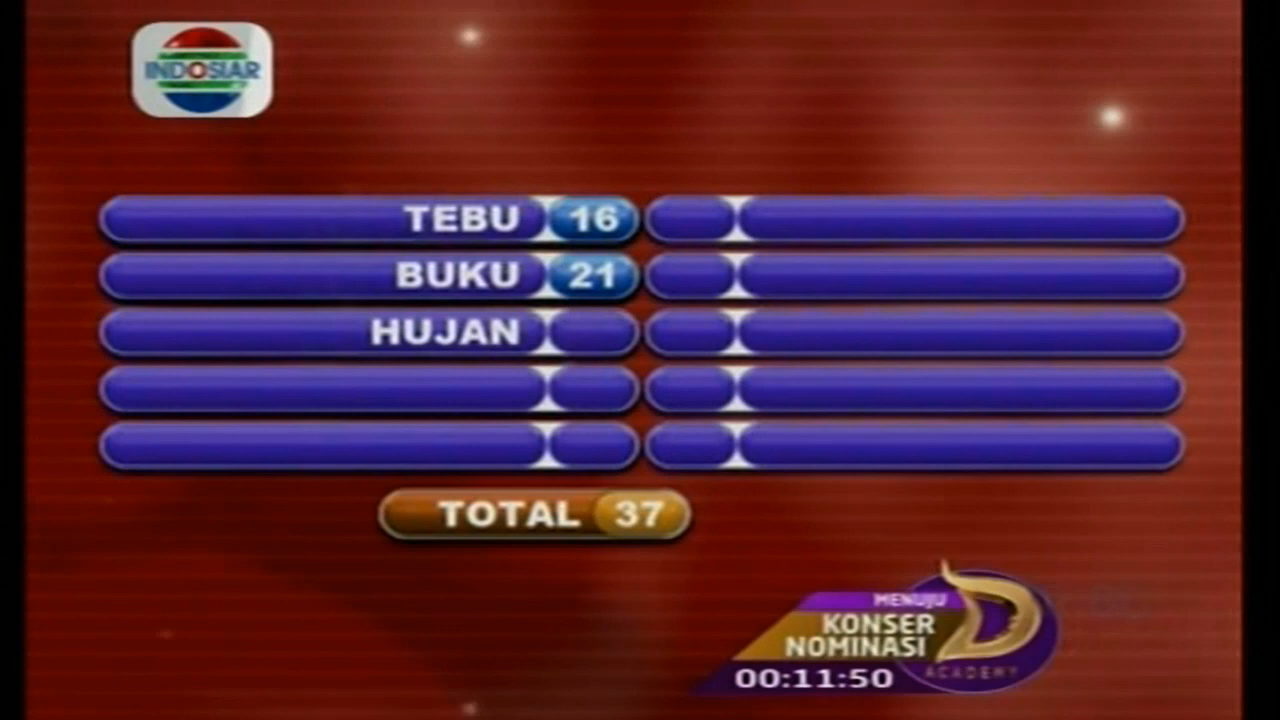 INDOSIAR
TEBU 16
BUKU 21
HUJAN
TOTAL 37
MENUJU
KONSER
NOMINASI
D
ACADEMY
00:11:50